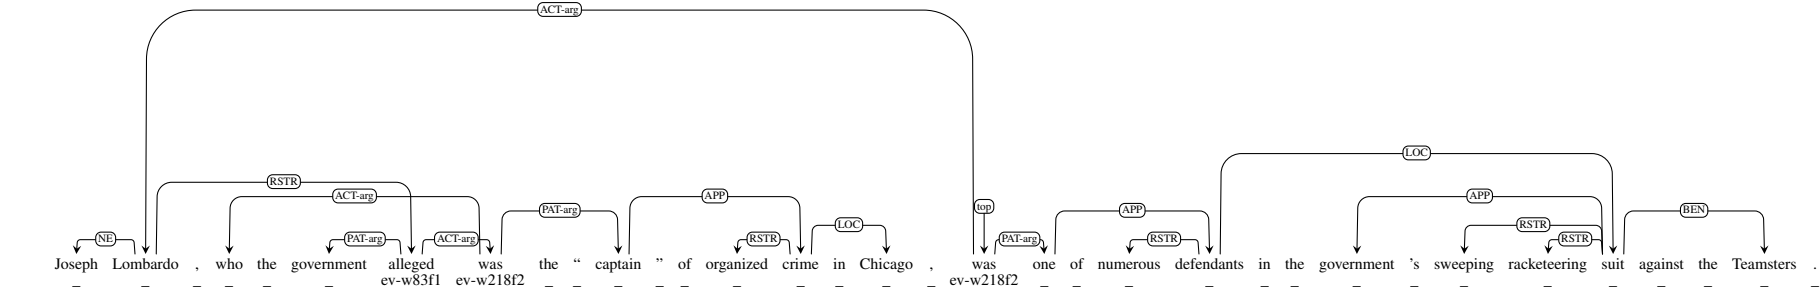 ACT-arg
LOC
RSTR
ACT-arg APP APP
top
PAT-arg APP BEN
LOC RSTR
NE PAT-arg ACT-arg RSTR PAT-arg RSTR RSTR
Joseph Lombardo , who the government alleged was the “ captain ” of organized crime in Chicago , was one of numerous defendants in the government 's sweeping racketeering suit against the Teamsters .
ev-w83f1 ev-w218f2 ev-w218f2
_ _ _ _ _ _ _ _ _ _ _ _ _ _ _ _ _ _ _ _ _ _ _ _ _ _ _ _ _ _ _